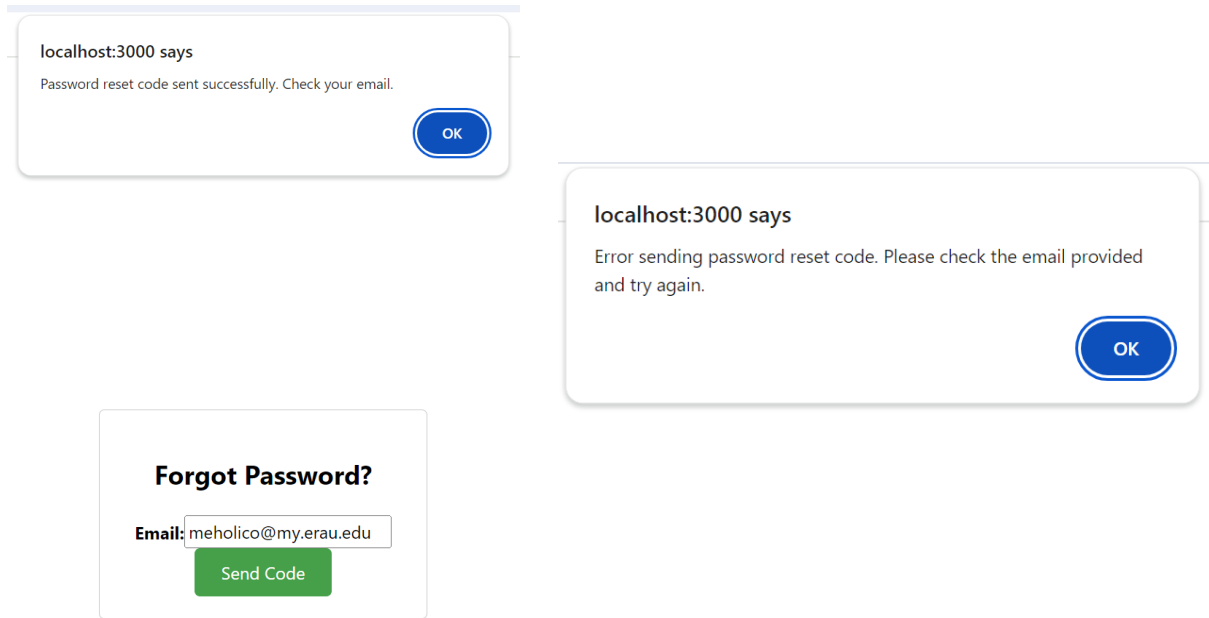 localhost:3000 says
Password reset code sent successfully. Check your email.
OK
Forgot Password?
Email: meholico@my.erau.edu
Send Code
localhost:3000 says
Error sending password reset code. Please check the email provided
and try again.
OK